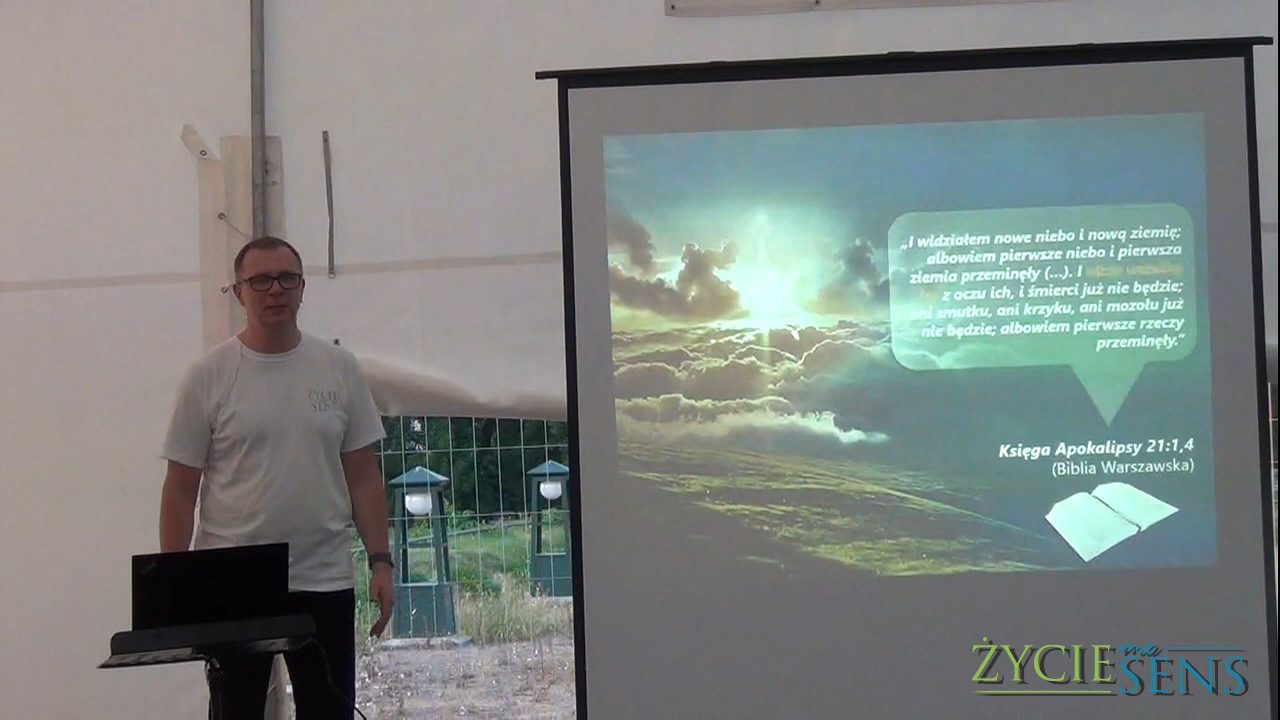 „I widziałem nowe niebo i nową ziemię;
albowiem pierwsze niebo i pierwsza
ziemia przeminęły (...). I
z oczu ich, i śmierci już nie będzie;
ani smutku, ani krzyku, ani mozołu już
nie będzie; albowiem pierwsze rzeczy
przeminęły.”
Księga Apokalipsy 21:1,4
(Biblia Warszawska)
ŻYCIE
SENS
ŻYCIE ma SENS